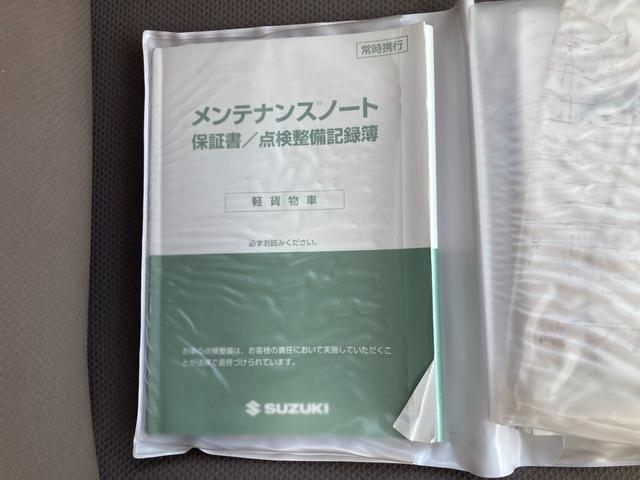 常時携行
メンテナンスノート
保証書／点検整備記録簿
軽貨物車
必ずお読みください。
お車の点検整備は、お客様の責任において実施していただくこ
とが法律で義務づけられています。
SUZUKI